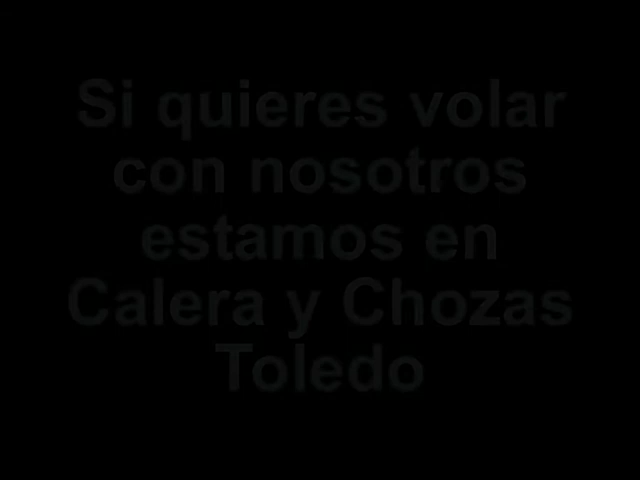 Si quieres volar
con nosotros
estamos en
Calera y Chozas
Toledo